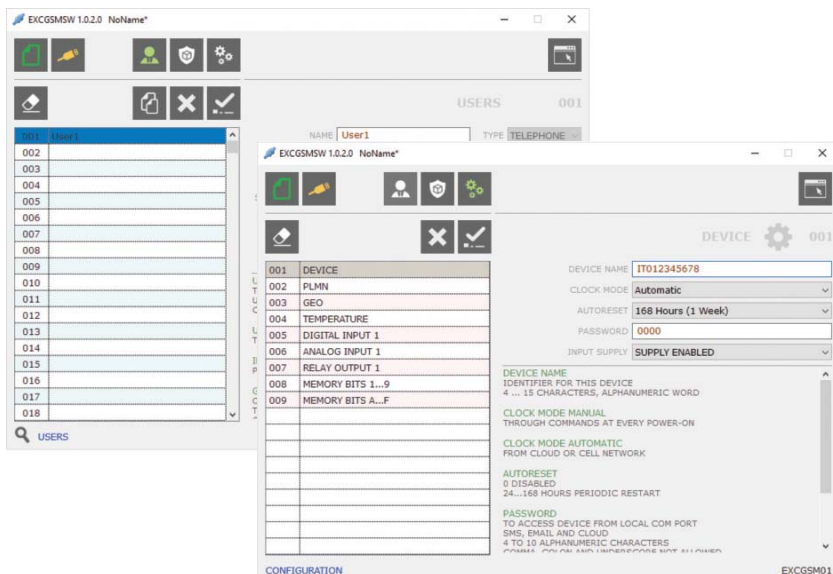 EXCGSMSW 1.0.2.0 NoName*
USERS 001
NAME User1 TYPE TELEPHONE
001 User1
002
003
004
005
006
007
008
009
010
011
012
013
014
015
016
017
018
USERS
EXCGSMSW 1.0.2.0 NoName*
DEVICE 001
001 DEVICE
002 PLMN
003 GEO
004 TEMPERATURE
005 DIGITAL INPUT 1
006 ANALOG INPUT 1
007 RELAY OUTPUT 1
008 MEMORY BITS 1...9
009 MEMORY BITS A...F
DEVICE NAME IT012345678
CLOCK MODE Automatic
AUTORESET 168 Hours (1 Week)
PASSWORD 0000
INPUT SUPPLY SUPPLY ENABLED
DEVICE NAME
IDENTIFIER FOR THIS DEVICE
4 ... 15 CHARACTERS, ALPHANUMERIC WORD
CLOCK MODE MANUAL
THROUGH COMMANDS AT EVERY POWER-ON
CLOCK MODE AUTOMATIC
FROM CLOUD OR CELL NETWORK
AUTORESET
0 DISABLED
24...168 HOURS PERIODIC RESTART
PASSWORD
TO ACCESS DEVICE FROM LOCAL COM PORT
SMS, EMAIL AND CLOUD
4 TO 10 ALPHANUMERIC CHARACTERS
COMMA, COLON AND UNDERSCORE NOT ALLOWED
CONFIGURATION
EXCGSM01